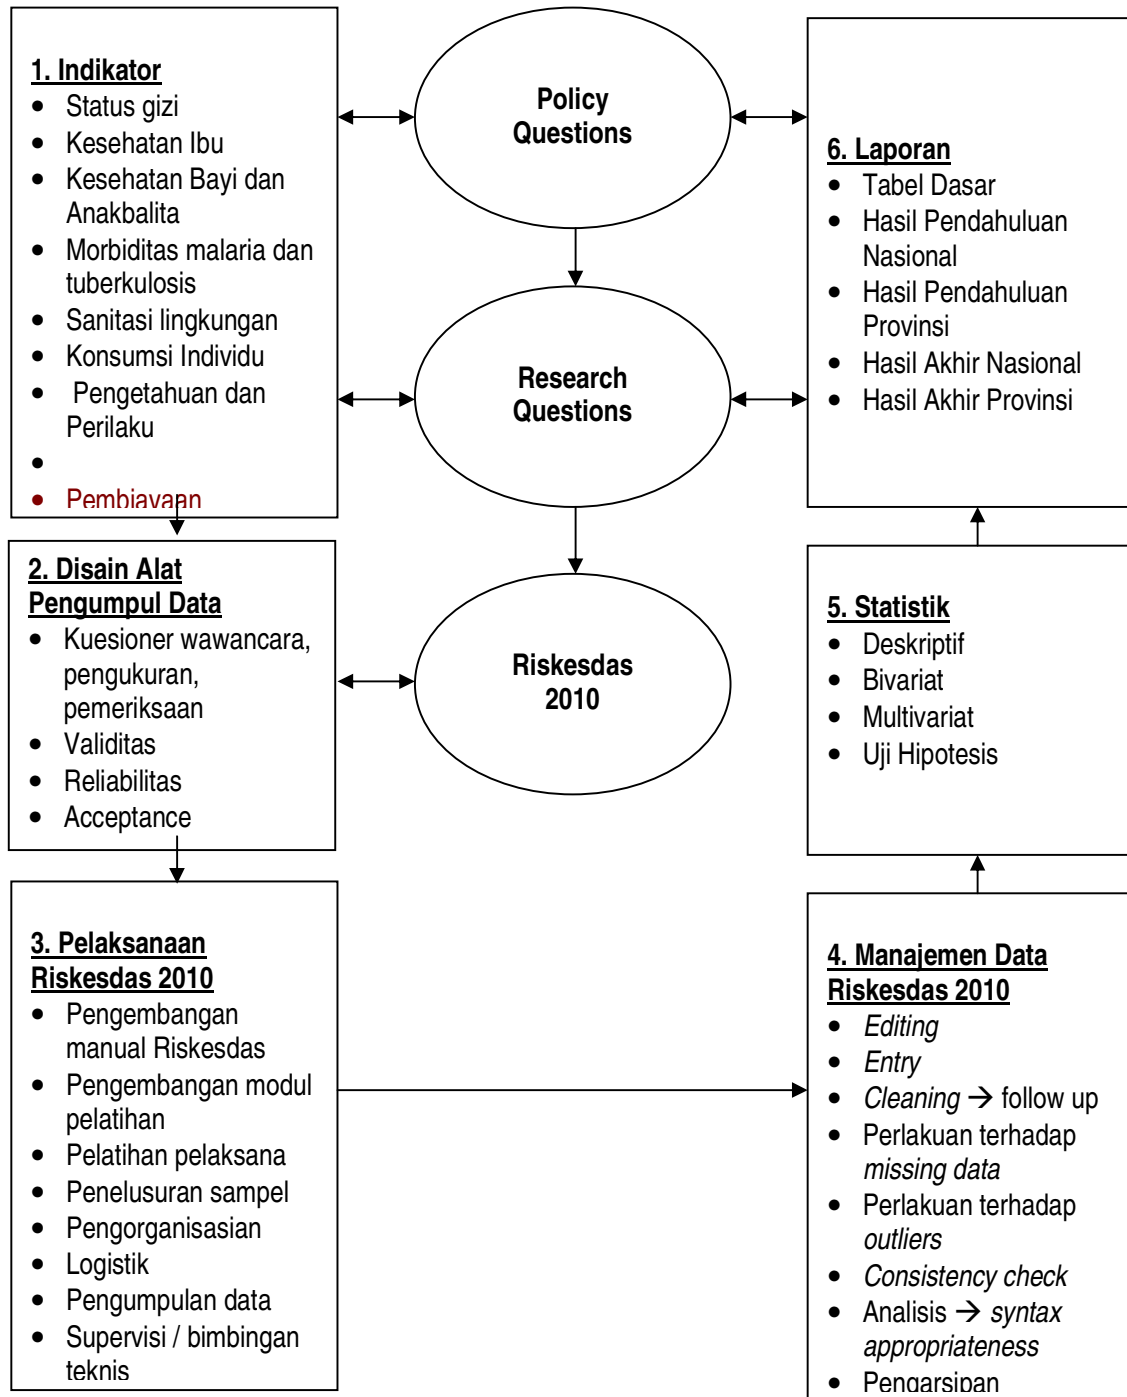 1. Indikator
• Status gizi
• Kesehatan Ibu
• Kesehatan Bayi dan
Anakbalita
• Morbiditas malaria dan
tuberkulosis
• Sanitasi lingkungan
• Konsumsi Individu
• Pengetahuan dan
Perilaku
•
• Pembiayaan
2. Disain Alat
Pengumpul Data
• Kuesioner wawancara,
pengukuran,
pemeriksaan
• Validitas
• Reliabilitas
• Acceptance
3. Pelaksanaan
Riskesdas 2010
• Pengembangan
manual Riskesdas
• Pengembangan modul
pelatihan
• Pelatihan pelaksana
• Penelusuran sampel
• Pengorganisasian
• Logistik
• Pengumpulan data
• Supervisi / bimbingan
teknis
Policy
Questions
Research
Questions
Riskesdas
2010
6. Laporan
• Tabel Dasar
• Hasil Pendahuluan
Nasional
• Hasil Pendahuluan
Provinsi
• Hasil Akhir Nasional
• Hasil Akhir Provinsi
5. Statistik
• Deskriptif
• Bivariat
• Multivariat
• Uji Hipotesis
4. Manajemen Data
Riskesdas 2010
• Editing
• Entry
• Cleaning → follow up
• Perlakuan terhadap
missing data
• Perlakuan terhadap
outliers
• Consistency check
• Analisis → syntax
appropriateness
• Pengarsipan